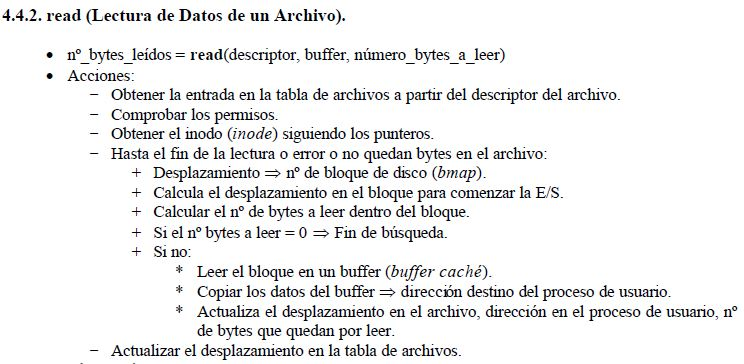 4.4.2. read (Lectura de Datos de un Archivo).
• nº_bytes_leídos = read(descriptor, buffer, número_bytes_a_leer)
• Acciones:
− Obtener la entrada en la tabla de archivos a partir del descriptor del archivo.
− Comprobar los permisos.
− Obtener el inodo (inode) siguiendo los punteros.
− Hasta el fin de la lectura o error o no quedan bytes en el archivo:
+ Desplazamiento ⇒ nº de bloque de disco (bmap).
+ Calcula el desplazamiento en el bloque para comenzar la E/S.
+ Calcular el nº de bytes a leer dentro del bloque.
+ Si el nº bytes a leer = 0 ⇒ Fin de búsqueda.
+ Si no:
* Leer el bloque en un buffer (buffer caché).
* Copiar los datos del buffer ⇒ dirección destino del proceso de usuario.
* Actualiza el desplazamiento en el archivo, dirección en el proceso de usuario, nº
de bytes que quedan por leer.
− Actualizar el desplazamiento en la tabla de archivos.